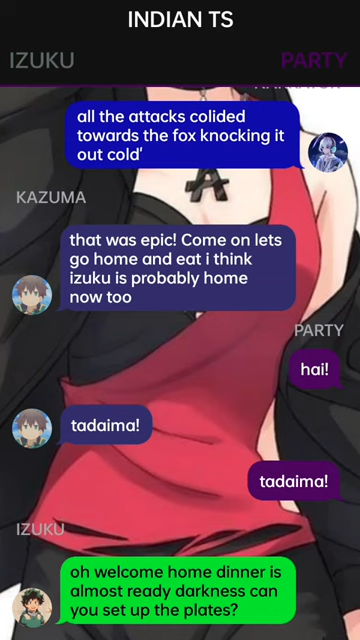 INDIAN TS
IZUKU
PARTY
all the attacks colided
towards the fox knocking it
out cold'
KAZUMA
that was epic! Come on lets
go home and eat i think
izuku is probably home
now too
PARTY
hai!
tadaima!
tadaima!
IZUKU
oh welcome home dinner is
almost ready darkness can
you set up the plates?